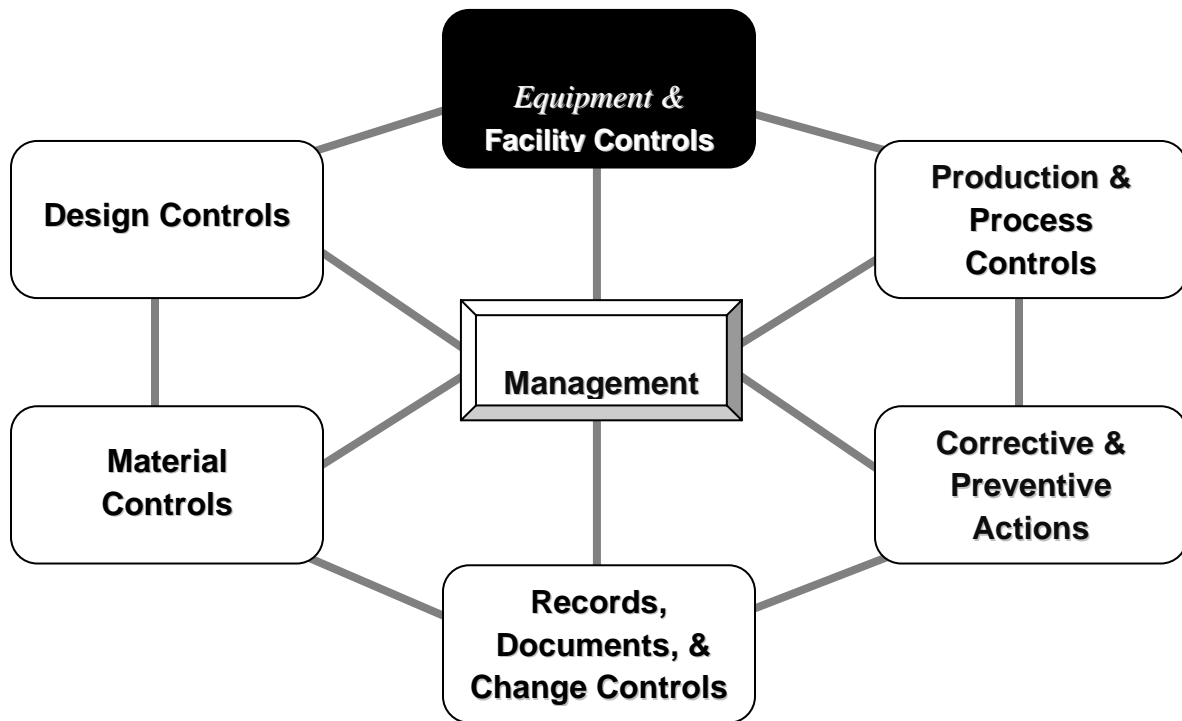 Equipment &
Facility Controls
Design Controls
Production &
Process
Controls
Management
Material
Controls
Corrective &
Preventive
Actions
Records,
Documents, &
Change Controls